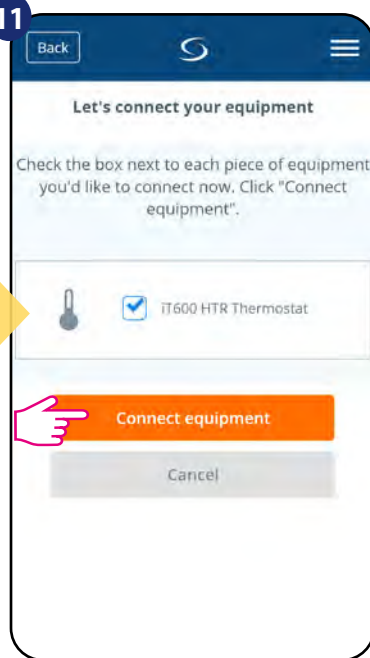 11
Back
Let's connect your equipment
Check the box next to each piece of equipment
you'd like to connect now. Click "Connect
equipment".
iT600 HTR Thermostat
Connect equipment
Cancel